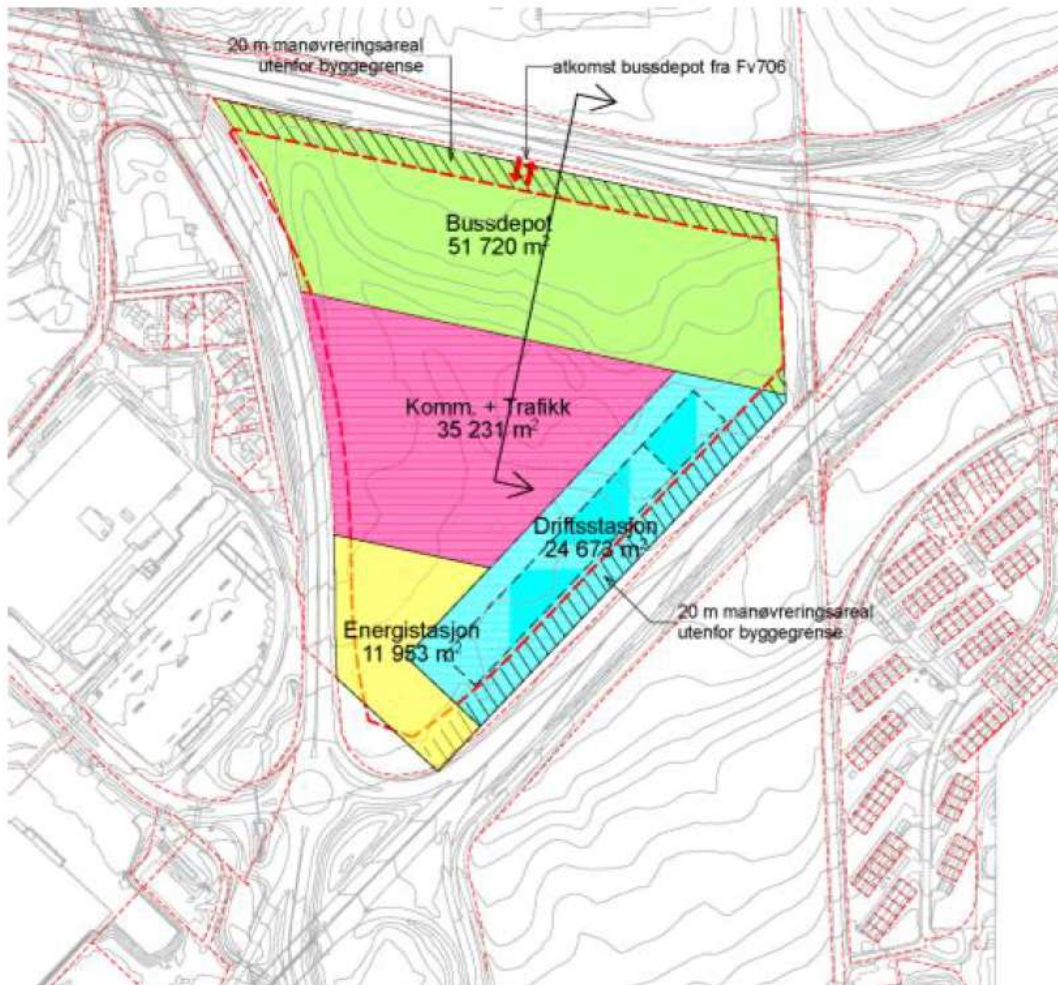 20 m manøvreringsareal
utenfor byggegrense
atkomst bussdepot fra Fv706
Bussdepot
51 720 m²
Komm. + Trafikk
35 231 m²
Driftsstasjon
24 673 m²
20 m manøvreringsareal
utenfor byggegrense
Energistasjon
11 953 m²